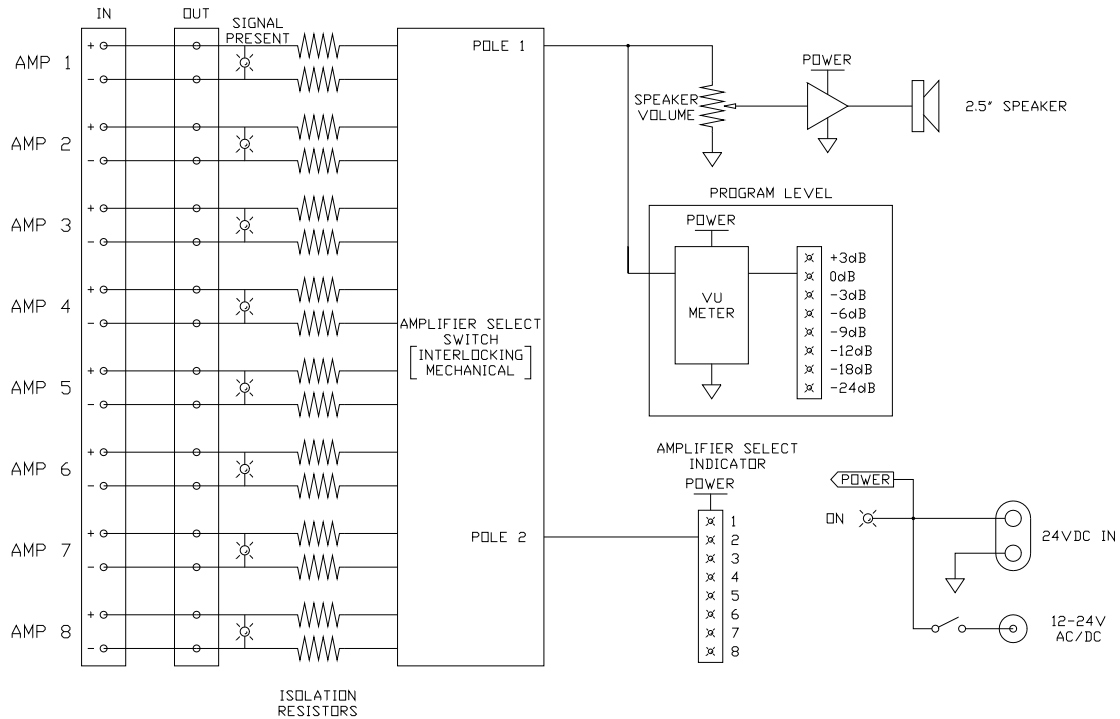 IN
OUT
SIGNAL
PRESENT
POLE 1
AMP 1
+
-
POWER
SPEAKER
VOLUME
2.5" SPEAKER
AMP 2
+
-
PROGRAM LEVEL
AMP 3
+
-
POWER
VU
METER
+3dB
0dB
-3dB
-6dB
-9dB
-12dB
-18dB
-24dB
AMP 4
+
-
AMPLIFIER SELECT
SWITCH
INTERLOCKING
MECHANICAL
AMP 5
+
-
AMP 6
+
-
AMPLIFIER SELECT
INDICATOR
POWER
1
2
3
4
5
6
7
8
POWER
ON
24VDC IN
AMP 7
+
-
POLE 2
AMP 8
+
-
12-24V
AC/DC
ISOLATION
RESISTORS